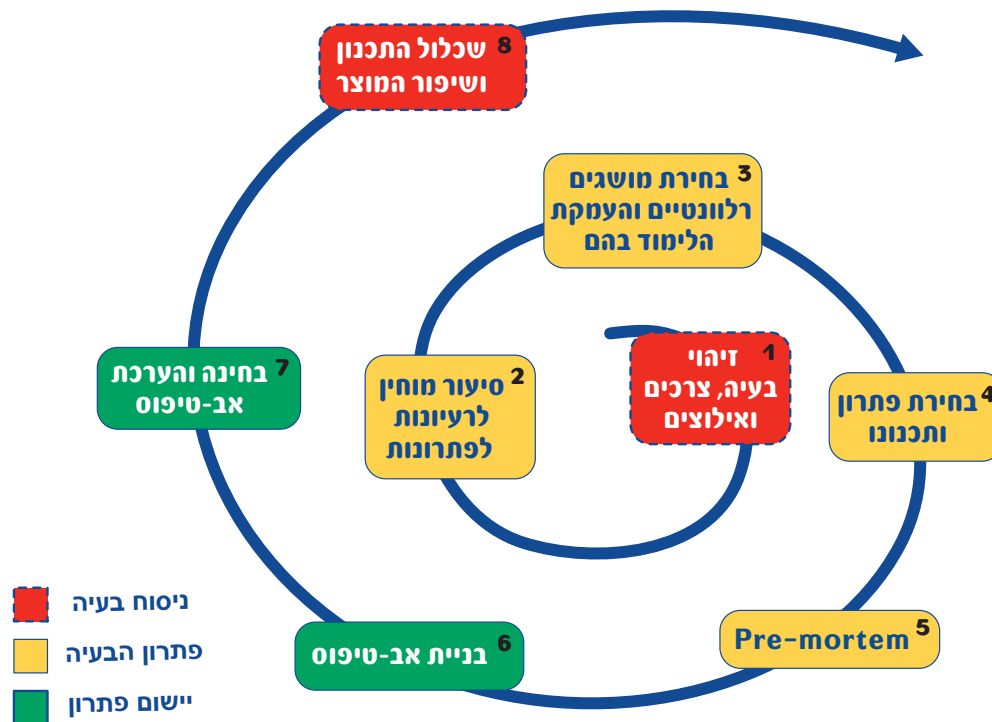 1 זיהוי
בעיה, צרכים
ואילוצים
2 סיעור מוחין
לרעיונות
לפתרונות
3 בחירת מושגים
רלוונטיים והעמקת
הלימוד בהם
4 בחירת פתרון
ותכנונו
5 Pre-mortem
6 בניית אב-טיפוס
7 בחינה והערכת
אב-טיפוס
8 שכלול התכנון
ושיפור המוצר
ניסוח בעיה
פתרון הבעיה
יישום פתרון